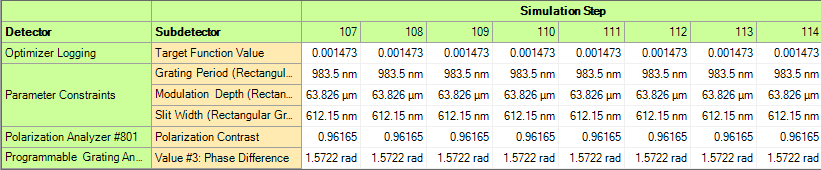 Simulation Step
Detector Subdetector 107 108 109 110 111 112 113 114
Optimizer Logging Target Function Value 0.001473 0.001473 0.001473 0.001473 0.001473 0.001473 0.001473 0.001473
Grating Period (Rectangul... 983.5 nm 983.5 nm 983.5 nm 983.5 nm 983.5 nm 983.5 nm 983.5 nm 983.5 nm
Parameter Constraints Modulation Depth (Rectan... 63.826 µm 63.826 µm 63.826 µm 63.826 µm 63.826 µm 63.826 µm 63.826 µm 63.826 µm
Slit Width (Rectangular Gr... 612.15 nm 612.15 nm 612.15 nm 612.15 nm 612.15 nm 612.15 nm 612.15 nm 612.15 nm
Polarization Analyzer #801 Polarization Contrast 0.96165 0.96165 0.96165 0.96165 0.96165 0.96165 0.96165 0.96165
Programmable Grating An... Value #3: Phase Difference 1.5722 rad 1.5722 rad 1.5722 rad 1.5722 rad 1.5722 rad 1.5722 rad 1.5722 rad 1.5722 rad